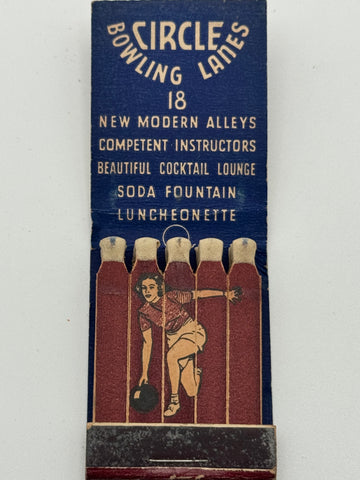 CIRCLE
BOWLING LANES
18
NEW MODERN ALLEYS
COMPETENT INSTRUCTORS
BEAUTIFUL COCKTAIL LOUNGE
SODA FOUNTAIN
LUNCHEONETTE